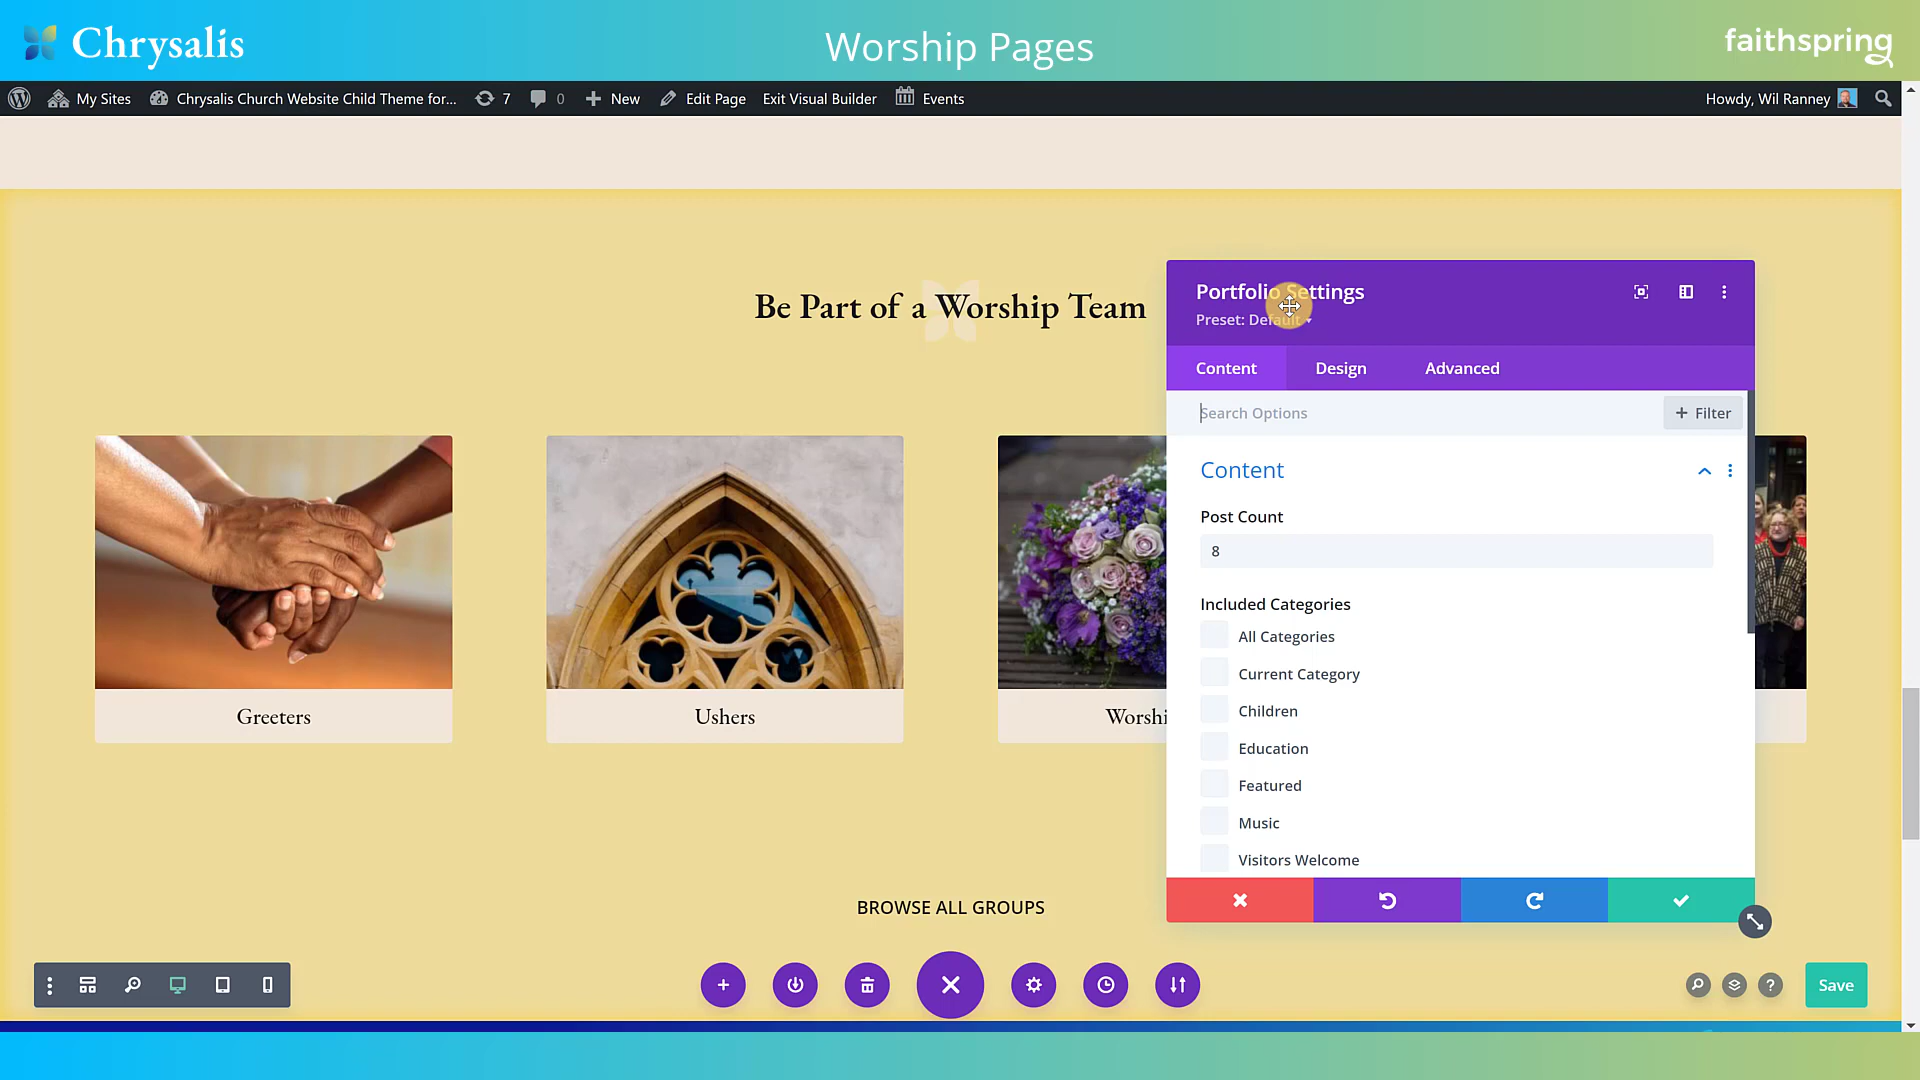 Chrysalis
Worship Pages
faithspring
My Sites
Chrysalis Church Website Child Theme for...
7
0
New
Edit Page
Exit Visual Builder
Events
Howdy, Wil Ranney
Be Part of a Worship Team
Portfolio Settings
Preset: Default
Content
Design
Advanced
Search Options
+ Filter
Content
Post Count
8
Included Categories
All Categories
Current Category
Children
Education
Featured
Music
Visitors Welcome
Greeters
Ushers
Worshi
BROWSE ALL GROUPS
?
Save